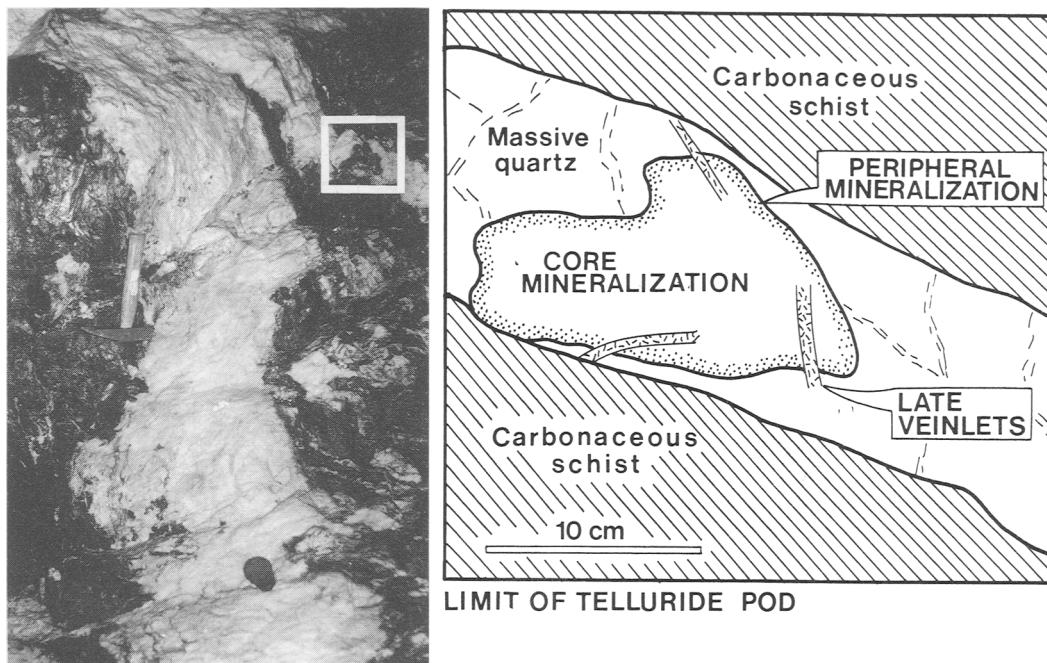 Carbonaceous
schist
Massive
quartz
PERIPHERAL
MINERALIZATION
CORE
MINERALIZATION
LATE
VEINLETS
Carbonaceous
schist
10 cm
LIMIT OF TELLURIDE POD